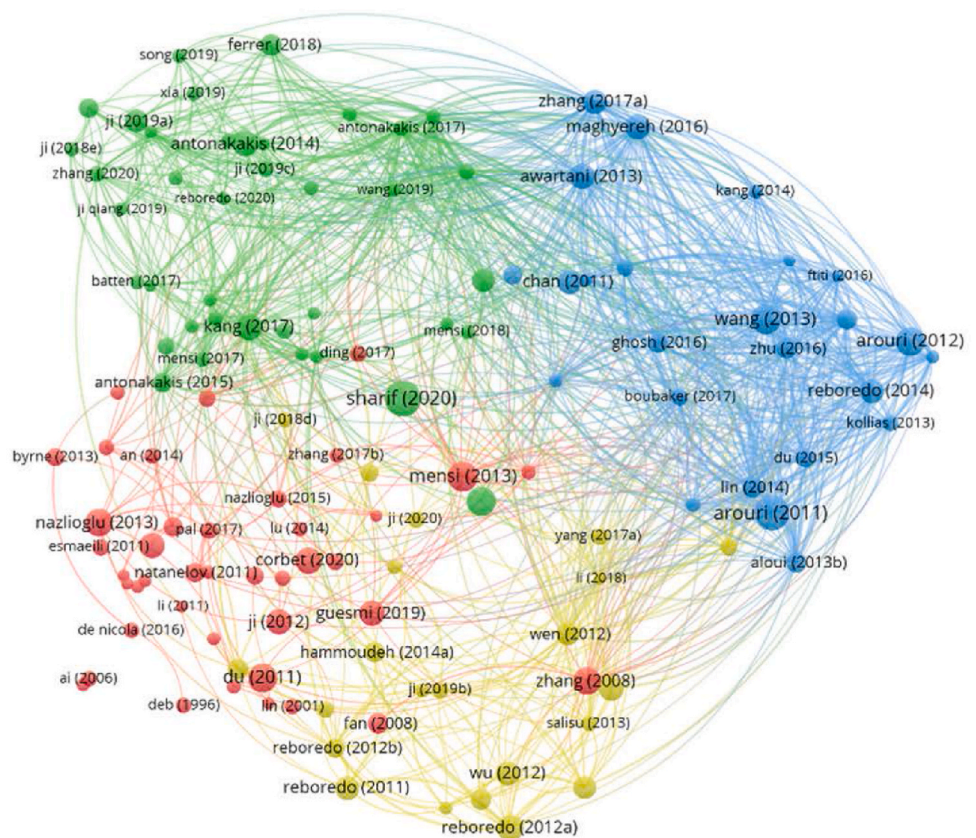 ferrer (2018)
song (2019)
xia (2019)
zhang (2017a)
ji (2019a)
maghyereh (2016)
antonakakis (2017)
antonakakis (2014)
ji (2018e)
ji (2019c)
zhang (2020)
awartani (2013)
wang (2019)
kang (2014)
reboredo (2020)
ji qiang (2019)
batten (2017)
chan (2011)
ftiti (2016)
kang (2017)
mensi (2018)
wang (2013)
arouri (2012)
ghosh (2016)
zhu (2016)
ding (2017)
mensi (2017)
antonakakis (2015)
sharif (2020)
boubaker (2017)
reboredo (2014)
ji (2018d)
kollias (2013)
byrne (2013)
an (2014)
zhang (2017b)
du (2015)
mensi (2013)
lin (2014)
nazlioglu (2015)
arouri (2011)
nazlioglu (2013)
pal (2017)
lu (2014)
ji (2020)
yang (2017a)
esmaeili (2011)
corbet (2020)
aloui (2013b)
natanelov (2011)
li (2018)
li (2011)
ji (2012)
guesmi (2019)
de nicola (2016)
wen (2012)
hammoudeh (2014a)
ai (2006)
du (2011)
zhang (2008)
ji (2019b)
deb (1996)
lin (2001)
fan (2008)
salisu (2013)
reboredo (2012b)
wu (2012)
reboredo (2011)
reboredo (2012a)